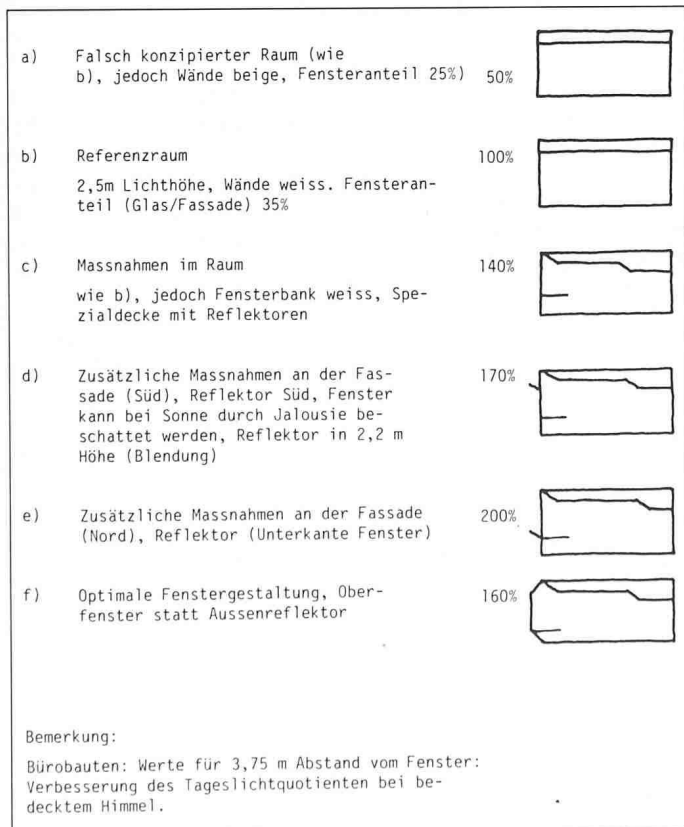 a) Falsch konzipierter Raum (wie
b), jedoch Wände beige, Fensteranteil 25%) 50%
b) Referenzraum 100%
2,5m Lichthöhe, Wände weiss. Fensteran-
teil (Glas/Fassade) 35%
c) Massnahmen im Raum 140%
wie b), jedoch Fensterbank weiss, Spe-
zialdecke mit Reflektoren
d) Zusätzliche Massnahmen an der Fas- 170%
sade (Süd), Reflektor Süd, Fenster
kann bei Sonne durch Jalousie be-
schattet werden, Reflektor in 2,2 m
Höhe (Blendung)
e) Zusätzliche Massnahmen an der Fassade 200%
(Nord), Reflektor (Unterkante Fenster)
f) Optimale Fenstergestaltung, Ober- 160%
fenster statt Aussenreflektor
Bemerkung:
Bürobauten: Werte für 3,75 m Abstand vom Fenster:
Verbesserung des Tageslichtquotienten bei be-
decktem Himmel.